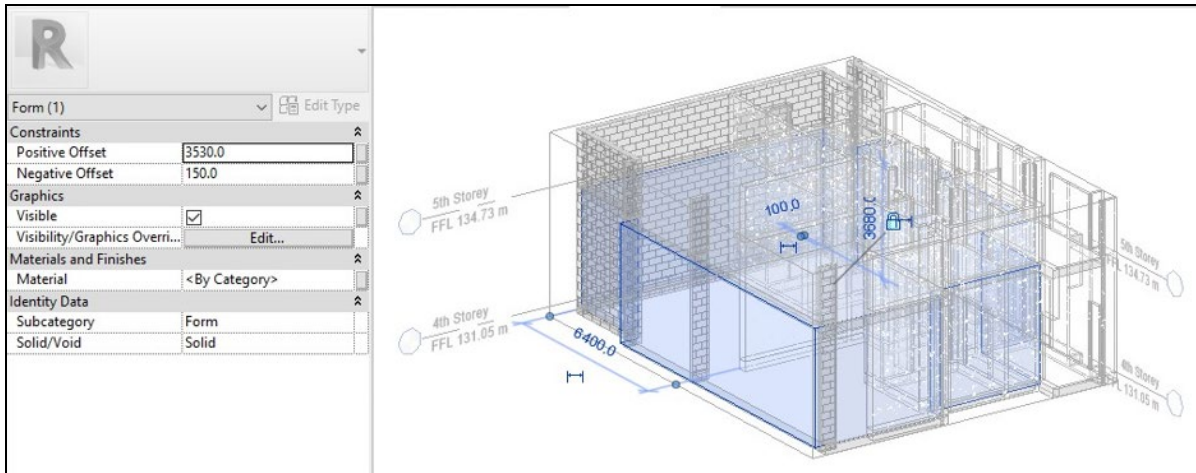 R
Form (1)
Edit Type
Constraints
Positive Offset 3530.0
Negative Offset 150.0
Graphics
Visible
Visibility/Graphics Overri... Edit...
Materials and Finishes
Material <By Category>
Identity Data
Subcategory Form
Solid/Void Solid
5th Storey
FFL 134.73 m
4th Storey
FFL 131.05 m
100.0
3680.0
6400.0
5th Storey
FFL 134.73 m
4th Storey
FFL 131.05 m